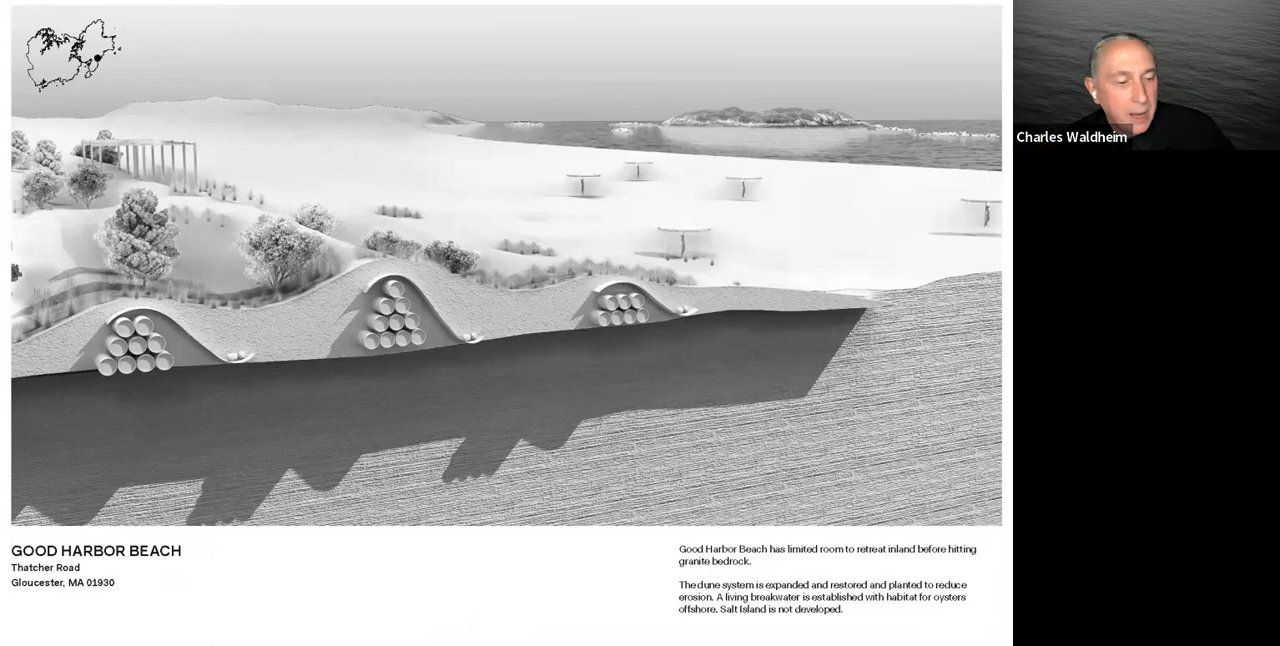 Charles Waldheim
GOOD HARBOR BEACH
Thatcher Road
Gloucester, MA 01930
Good Harbor Beach has limited room to retreat inland before hitting
granite bedrock.
The dune system is expanded and restored and planted to reduce
erosion. A living breakwater is established with habitat for oysters
offshore. Salt Island is not developed.